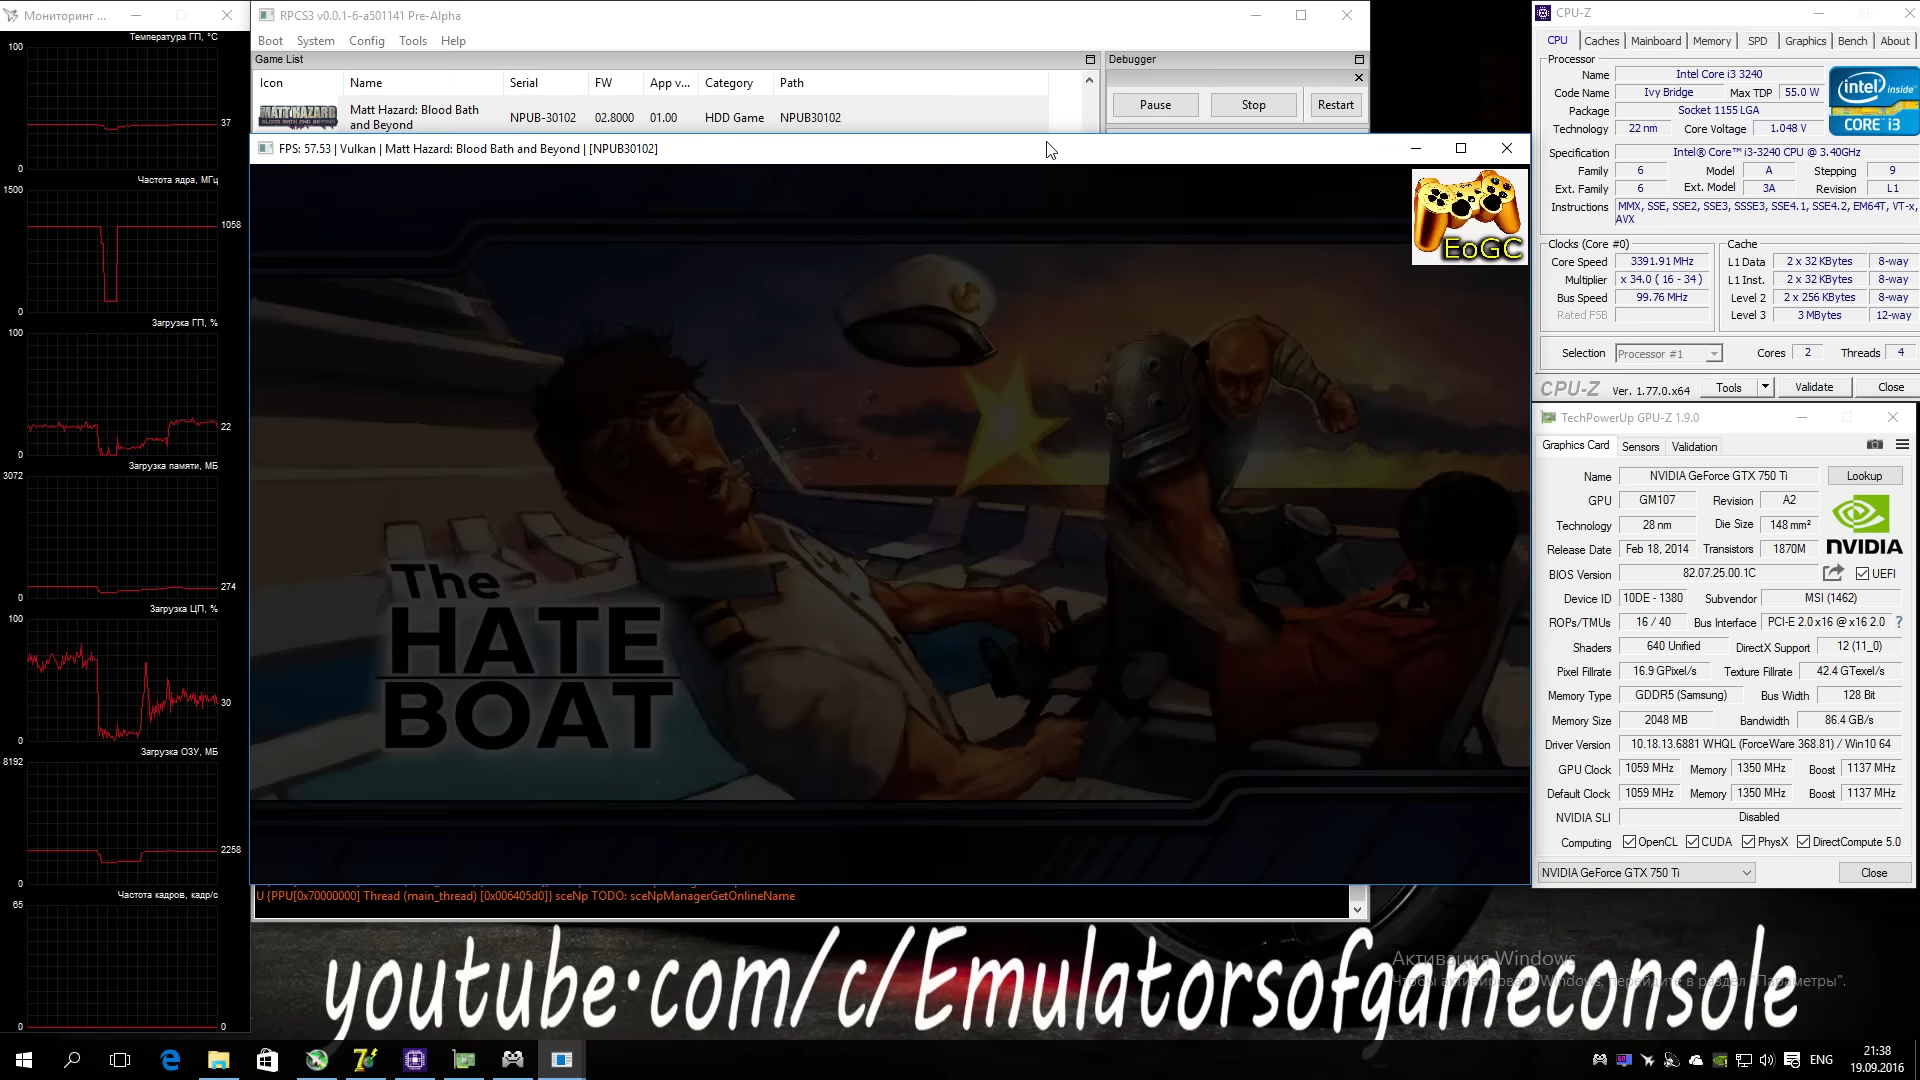 Мониторинг ...
Температура ГП, °C
100
37
0
Частота ядра, МГц
1500
1058
0
Загрузка ГП, %
100
22
0
Загрузка памяти, МБ
3072
274
0
Загрузка ЦП, %
100
30
0
Загрузка ОЗУ, МБ
8192
2258
0
Частота кадров, кадр/с
65
0
0
RPCS3 v0.0.1-6-a501141 Pre-Alpha
Boot System Config Tools Help
Game List
Icon Name Serial FW App v... Category Path
MATT HAZARD
Matt Hazard: Blood Bath and Beyond NPUB-30102 02.8000 01.00 HDD Game NPUB30102
Debugger
Pause Stop Restart
FPS: 57.53 | Vulkan | Matt Hazard: Blood Bath and Beyond | [NPUB30102]
EoGC
The
HATE
BOAT
U {PPU[0x70000000] Thread (main_thread) [0x006405d0]} sceNp TODO: sceNpManagerGetOnlineName
CPU-Z
CPU Caches Mainboard Memory SPD Graphics Bench About
Processor
Name Intel Core i3 3240
Code Name Ivy Bridge Max TDP 55.0 W
Package Socket 1155 LGA
Technology 22 nm Core Voltage 1.048 V
intel inside™
CORE i3
Specification Intel® Core™ i3-3240 CPU @ 3.40GHz
Family 6 Model A Stepping 9
Ext. Family 6 Ext. Model 3A Revision L1
Instructions MMX, SSE, SSE2, SSE3, SSSE3, SSE4.1, SSE4.2, EM64T, VT-x,
AVX
Clocks (Core #0)
Core Speed 3391.91 MHz
Multiplier x 34.0 ( 16 - 34 )
Bus Speed 99.76 MHz
Rated FSB
Cache
L1 Data 2 x 32 KBytes 8-way
L1 Inst. 2 x 32 KBytes 8-way
Level 2 2 x 256 KBytes 8-way
Level 3 3 MBytes 12-way
Selection Processor #1 Cores 2 Threads 4
CPU-Z Ver. 1.77.0.x64 Tools Validate Close
TechPowerUp GPU-Z 1.9.0
Graphics Card Sensors Validation
Name NVIDIA GeForce GTX 750 Ti Lookup
GPU GM107 Revision A2
Technology 28 nm Die Size 148 mm²
Release Date Feb 18, 2014 Transistors 1870M
NVIDIA
BIOS Version 82.07.25.00.1C UEFI
Device ID 10DE - 1380 Subvendor MSI (1462)
ROPs/TMUs 16 / 40 Bus Interface PCI-E 2.0 x16 @ x16 2.0 ?
Shaders 640 Unified DirectX Support 12 (11_0)
Pixel Fillrate 16.9 GPixel/s Texture Fillrate 42.4 GTexel/s
Memory Type GDDR5 (Samsung) Bus Width 128 Bit
Memory Size 2048 MB Bandwidth 86.4 GB/s
Driver Version 10.18.13.6881 WHQL (ForceWare 368.81) / Win10 64
GPU Clock 1059 MHz Memory 1350 MHz Boost 1137 MHz
Default Clock 1059 MHz Memory 1350 MHz Boost 1137 MHz
NVIDIA SLI Disabled
Computing OpenCL CUDA PhysX DirectCompute 5.0
NVIDIA GeForce GTX 750 Ti Close
youtube.com/c/Emulatorsofgameconsole
Активация Windows
Чтобы активировать Windows, перейдите в раздел "Параметры".
ENG
21:38
19.09.2016